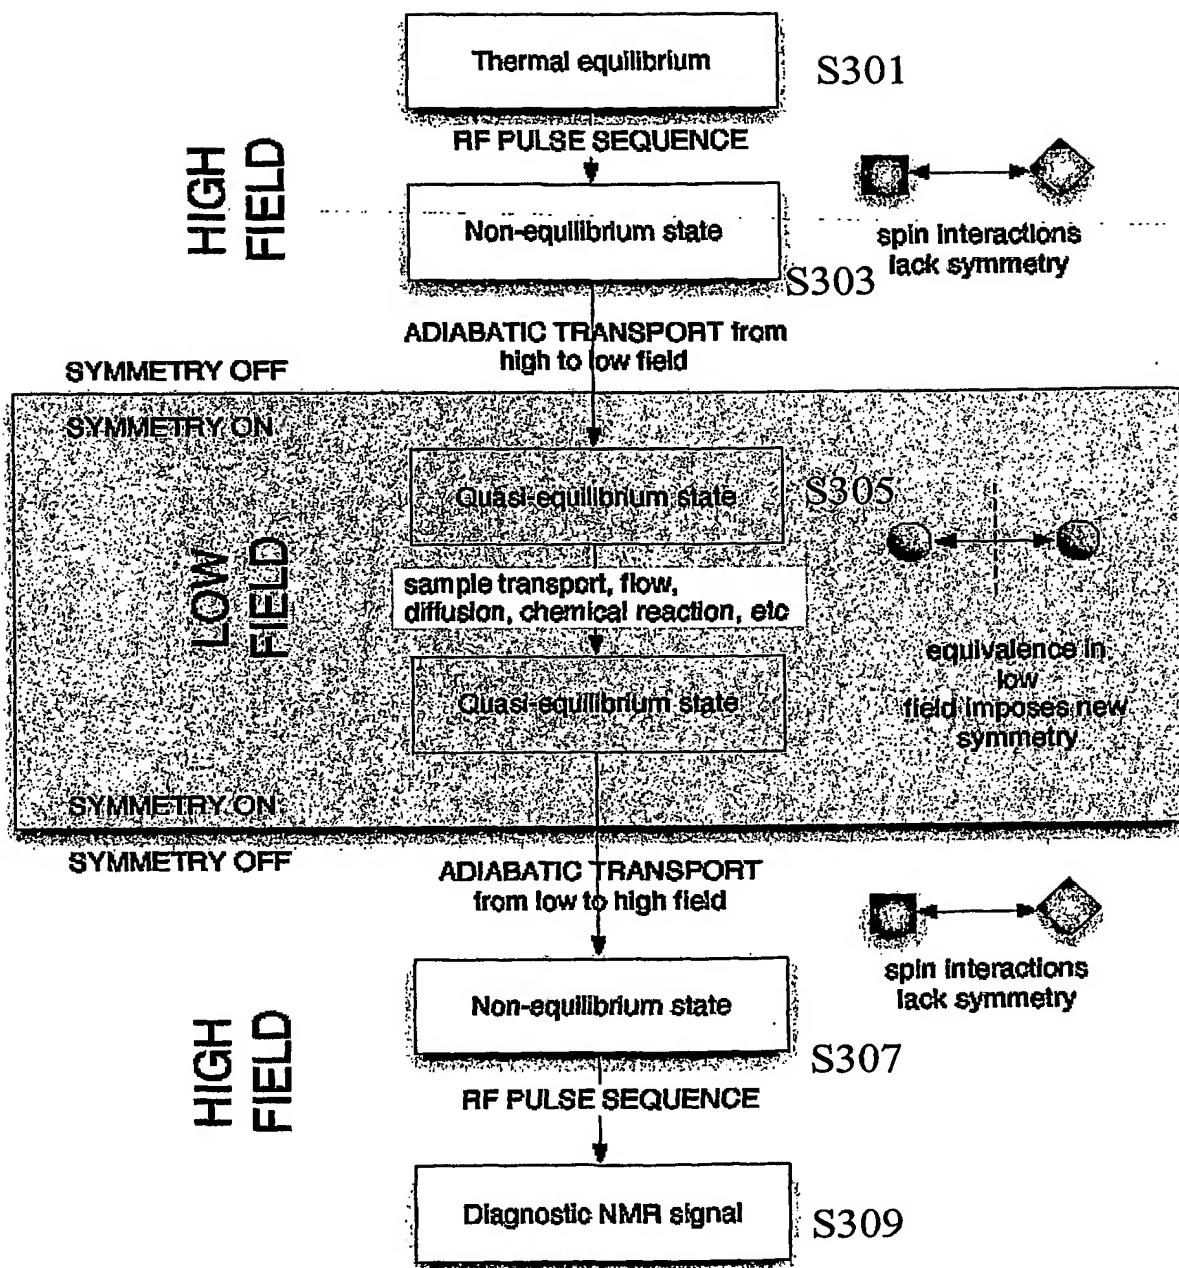 Thermal equilibrium
S301
RF PULSE SEQUENCE
HIGH
FIELD
Non-equilibrium state
spin interactions
lack symmetry
S303
ADIABATIC TRANSPORT from
high to low field
SYMMETRY OFF
SYMMETRY ON
Quasi-equilibrium state
S305
LOW
FIELD
sample transport, flow,
diffusion, chemical reaction, etc
Quasi-equilibrium state
equivalence in
low
field imposes new
symmetry
SYMMETRY ON
SYMMETRY OFF
ADIABATIC TRANSPORT
from low to high field
spin interactions
lack symmetry
HIGH
FIELD
Non-equilibrium state
S307
RF PULSE SEQUENCE
Diagnostic NMR signal
S309